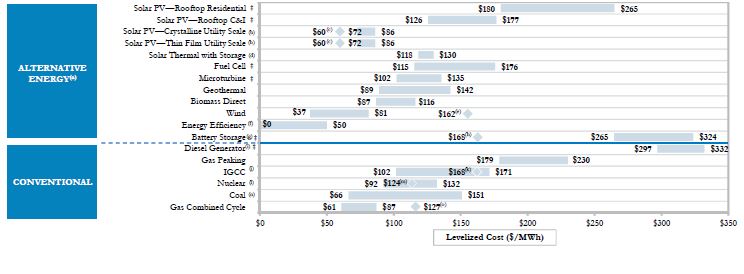 Solar PV—Rooftop Residential ‡ $180 $265
Solar PV—Rooftop C&I ‡ $126 $177
Solar PV—Crystalline Utility Scale (b) $60(c) $72 $86
Solar PV—Thin Film Utility Scale (b) $60(c) $72 $86
Solar Thermal with Storage (d) $118 $130
Fuel Cell ‡ $115 $176
ALTERNATIVE
ENERGY(a)
Microturbine ‡ $102 $135
Geothermal $89 $142
Biomass Direct $87 $116
Wind $37 $81 $162(e)
Energy Efficiency (f) $0 $50
Battery Storage(g) ‡ $168(h) $265 $324
Diesel Generator(i) ‡ $297 $332
Gas Peaking $179 $230
IGCC $102 $168 $171
CONVENTIONAL
Nuclear $92 $124 $132
Coal $66 $151
Gas Combined Cycle $61 $87 $127
$0 $50 $100 $150 $200 $250 $300 $350
Levelized Cost ($/MWh)